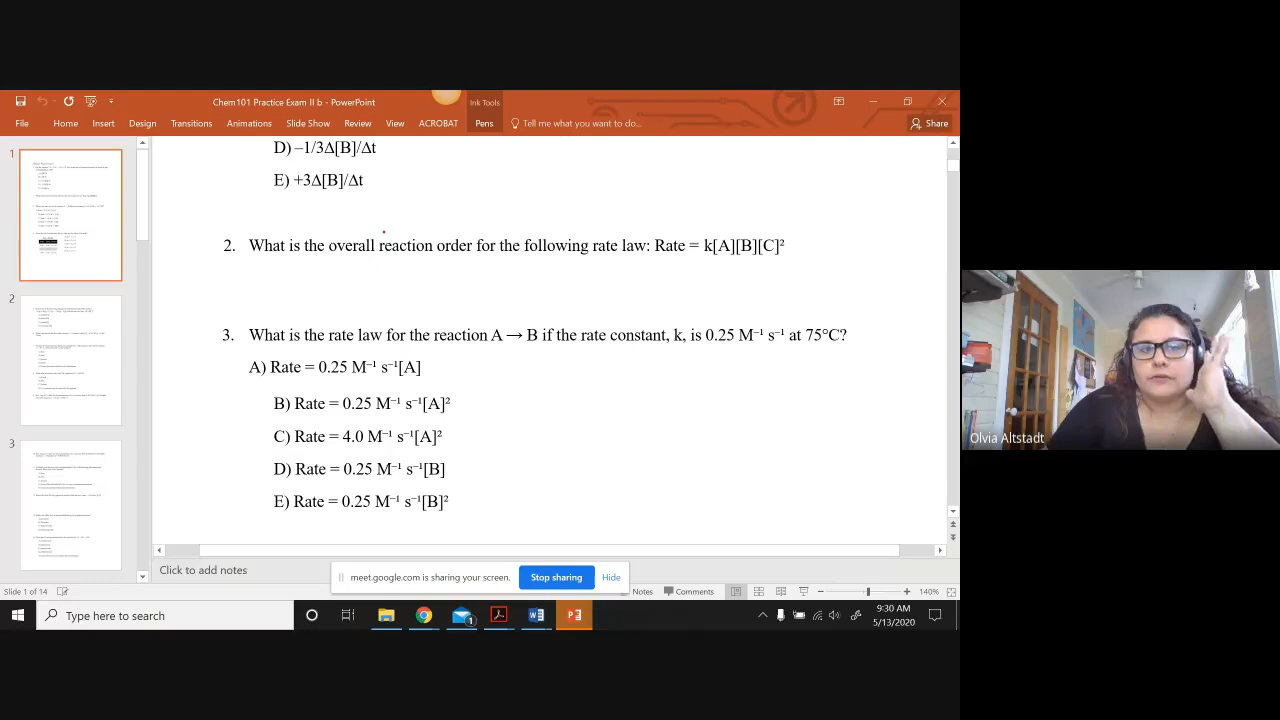 Chem101 Practice Exam II b - PowerPoint
Ink Tools
File Home Insert Design Transitions Animations Slide Show Review View ACROBAT Pens Tell me what you want to do... Share
1
2
3
D) –1/3Δ[B]/Δt
E) +3Δ[B]/Δt
2. What is the overall reaction order for the following rate law: Rate = k[A][B][C]²
3. What is the rate law for the reaction A → B if the rate constant, k, is 0.25 M⁻¹ s⁻¹ at 75°C?
A) Rate = 0.25 M⁻¹ s⁻¹[A]
B) Rate = 0.25 M⁻¹ s⁻¹[A]²
C) Rate = 4.0 M⁻¹ s⁻¹[A]²
D) Rate = 0.25 M⁻¹ s⁻¹[B]
E) Rate = 0.25 M⁻¹ s⁻¹[B]²
Olvia Altstadt
Click to add notes
meet.google.com is sharing your screen. Stop sharing Hide
Slide 1 of 14 Notes Comments 140%
Type here to search
1
9:30 AM
5/13/2020